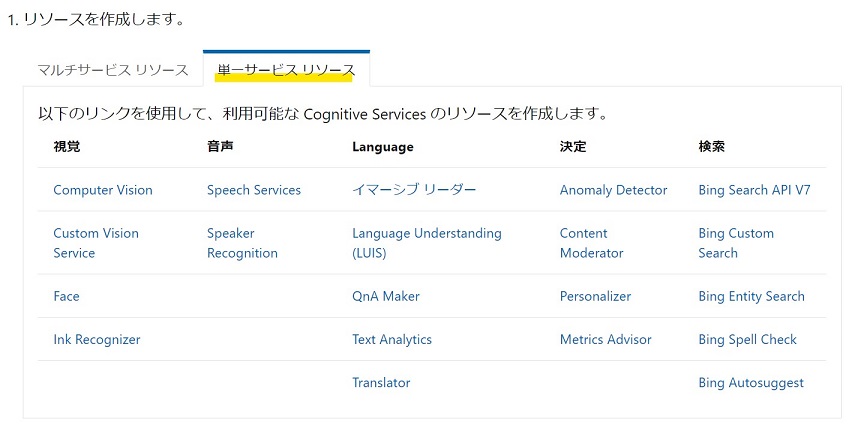 1. リソースを作成します。
マルチサービス リソース 単一サービス リソース
以下のリンクを使用して、利用可能な Cognitive Services のリソースを作成します。
視覚 音声 Language 決定 検索
Computer Vision Speech Services イマーシブ リーダー Anomaly Detector Bing Search API V7
Custom Vision Speaker Language Understanding Content Bing Custom
Service Recognition (LUIS) Moderator Search
Face QnA Maker Personalizer Bing Entity Search
Ink Recognizer Text Analytics Metrics Advisor Bing Spell Check
Translator Bing Autosuggest